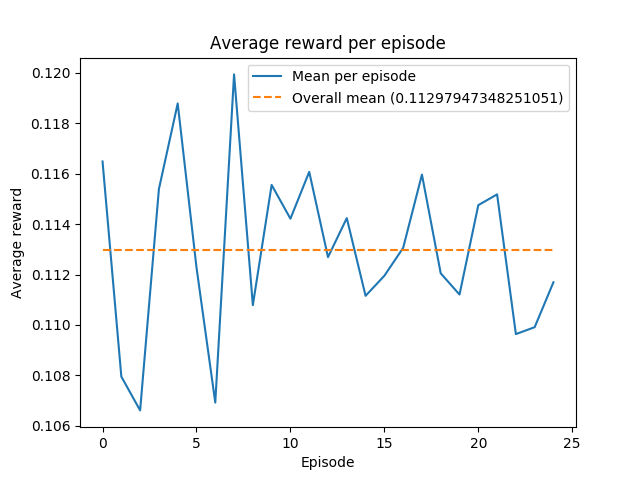 Average reward per episode
Mean per episode
Overall mean (0.11297947348251051)
0.120
0.118
0.116
0.114
0.112
0.110
0.108
0.106
Average reward
0
5
10
15
20
25
Episode